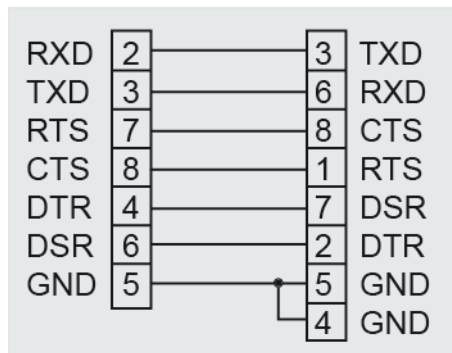 RXD 2 3 TXD
TXD 3 6 RXD
RTS 7 8 CTS
CTS 8 1 RTS
DTR 4 7 DSR
DSR 6 2 DTR
GND 5 5 GND
4 GND